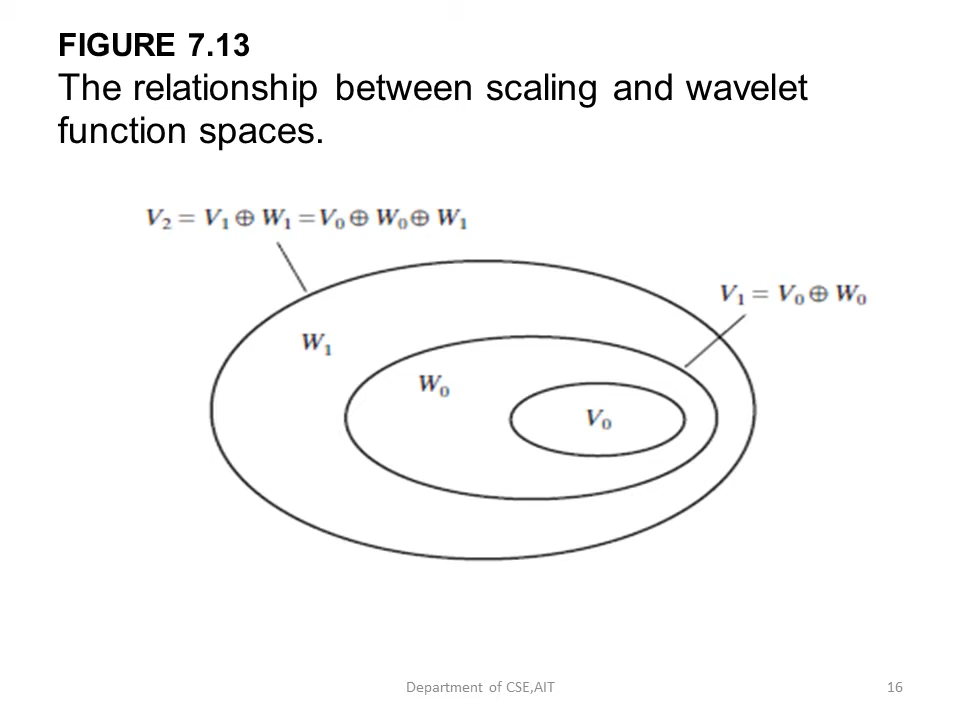 FIGURE 7.13
The relationship between scaling and wavelet
function spaces.
V₂ = V₁ ⊕ W₁ = V₀ ⊕ W₀ ⊕ W₁
V₁ = V₀ ⊕ W₀
W₁
W₀
V₀
Department of CSE,AIT
16